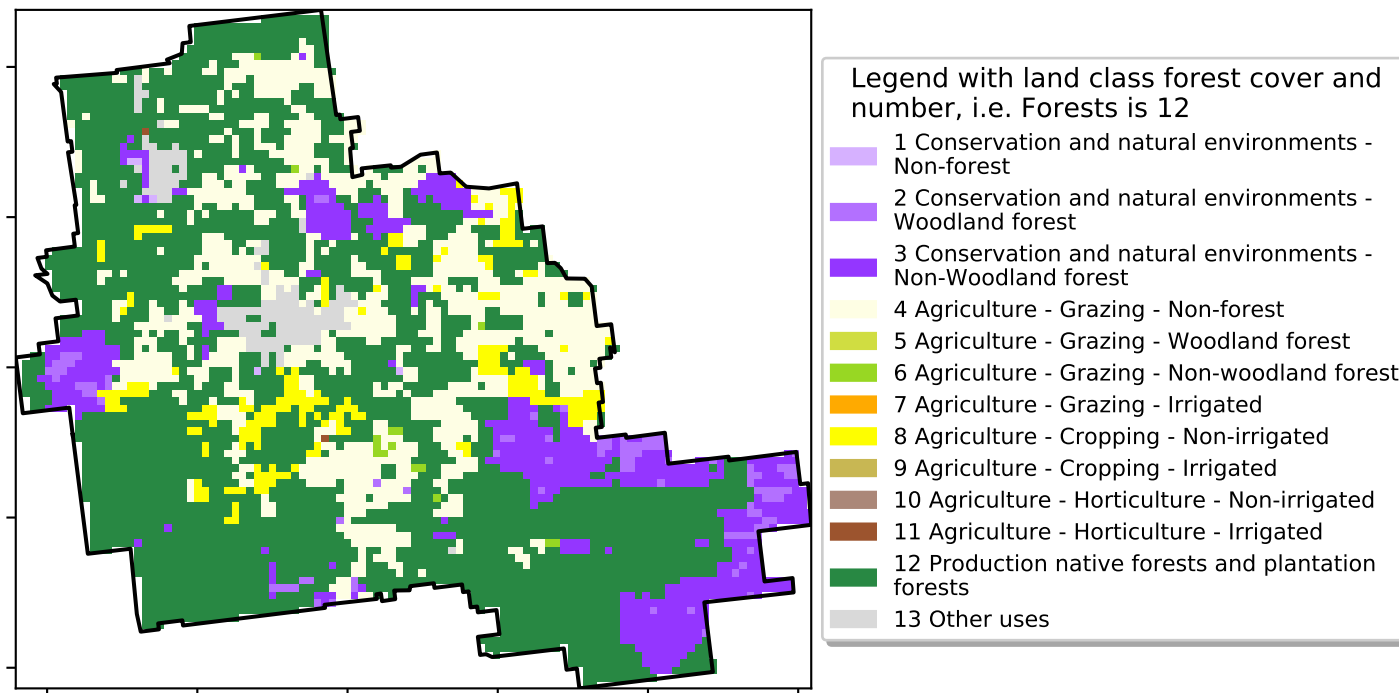 Legend with land class forest cover and
number, i.e. Forests is 12
1 Conservation and natural environments -
Non-forest
2 Conservation and natural environments -
Woodland forest
3 Conservation and natural environments -
Non-Woodland forest
4 Agriculture - Grazing - Non-forest
5 Agriculture - Grazing - Woodland forest
6 Agriculture - Grazing - Non-woodland forest
7 Agriculture - Grazing - Irrigated
8 Agriculture - Cropping - Non-irrigated
9 Agriculture - Cropping - Irrigated
10 Agriculture - Horticulture - Non-irrigated
11 Agriculture - Horticulture - Irrigated
12 Production native forests and plantation
forests
13 Other uses